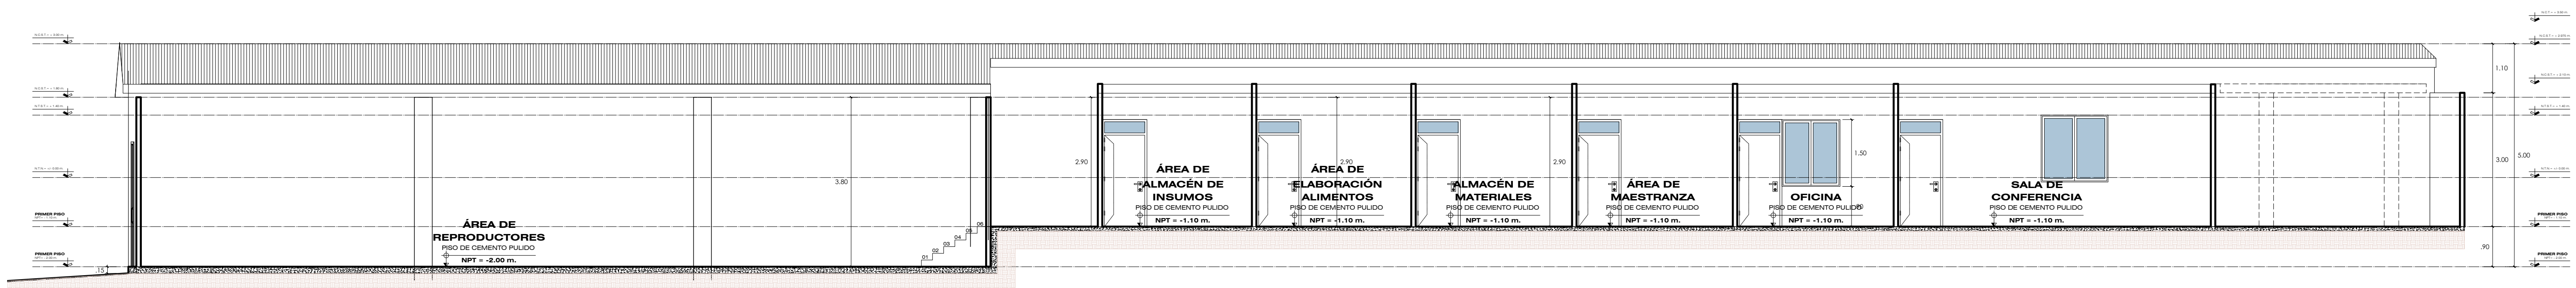 1.10
3.00
5.00
.90
PRIMER PISO
PRIMER PISO
.15
ÁREA DE
REPRODUCTORES
PISO DE CEMENTO PULIDO
NPT = -2.00 m.
3.80
01
02
03
04
05
06
2.90
ÁREA DE
ALMACÉN DE
INSUMOS
PISO DE CEMENTO PULIDO
NPT = -1.10 m.
2.90
ÁREA DE
ELABORACIÓN
ALIMENTOS
PISO DE CEMENTO PULIDO
NPT = -1.10 m.
ALMACÉN DE
MATERIALES
PISO DE CEMENTO PULIDO
NPT = -1.10 m.
2.90
ÁREA DE
MAESTRANZA
PISO DE CEMENTO PULIDO
NPT = -1.10 m.
OFICINA
PISO DE CEMENTO PULIDO
NPT = -1.10 m.
1.50
SALA DE
CONFERENCIA
PISO DE CEMENTO PULIDO
NPT = -1.10 m.
PRIMER PISO
PRIMER PISO